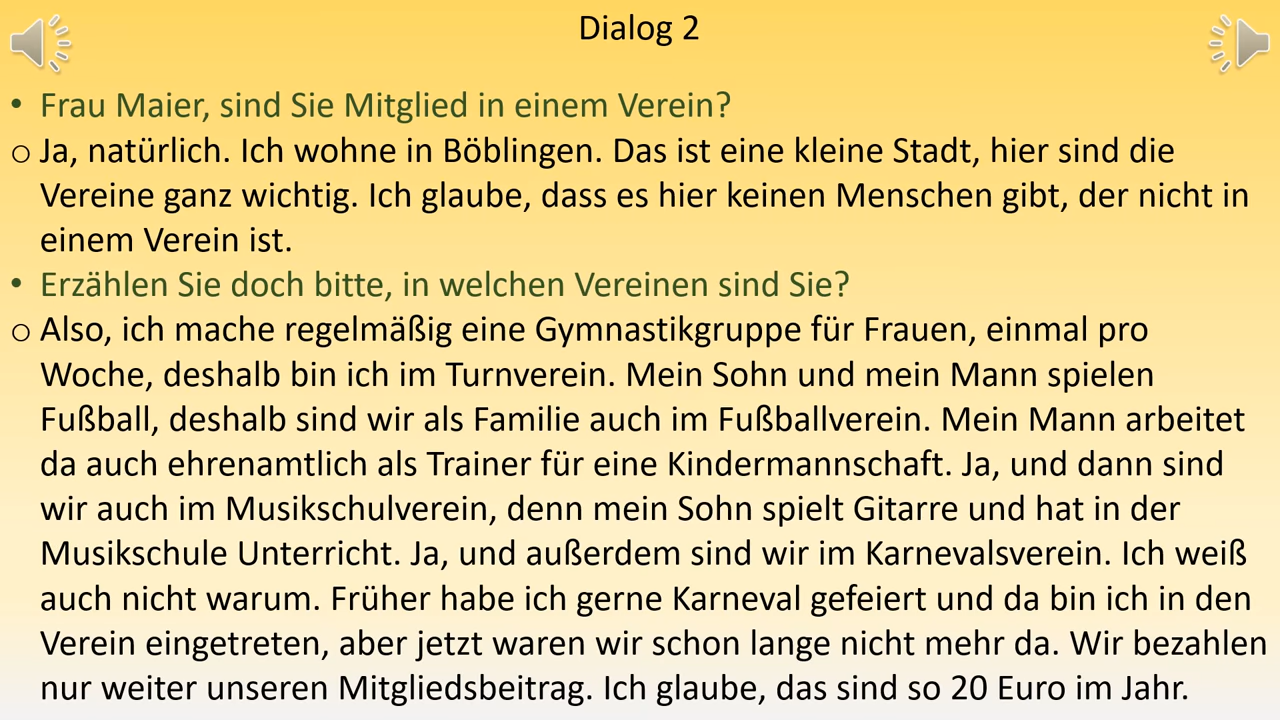 Dialog 2
• Frau Maier, sind Sie Mitglied in einem Verein?
o Ja, natürlich. Ich wohne in Böblingen. Das ist eine kleine Stadt, hier sind die
Vereine ganz wichtig. Ich glaube, dass es hier keinen Menschen gibt, der nicht in
einem Verein ist.
• Erzählen Sie doch bitte, in welchen Vereinen sind Sie?
o Also, ich mache regelmäßig eine Gymnastikgruppe für Frauen, einmal pro
Woche, deshalb bin ich im Turnverein. Mein Sohn und mein Mann spielen
Fußball, deshalb sind wir als Familie auch im Fußballverein. Mein Mann arbeitet
da auch ehrenamtlich als Trainer für eine Kindermannschaft. Ja, und dann sind
wir auch im Musikschulverein, denn mein Sohn spielt Gitarre und hat in der
Musikschule Unterricht. Ja, und außerdem sind wir im Karnevalsverein. Ich weiß
auch nicht warum. Früher habe ich gerne Karneval gefeiert und da bin ich in den
Verein eingetreten, aber jetzt waren wir schon lange nicht mehr da. Wir bezahlen
nur weiter unseren Mitgliedsbeitrag. Ich glaube, das sind so 20 Euro im Jahr.